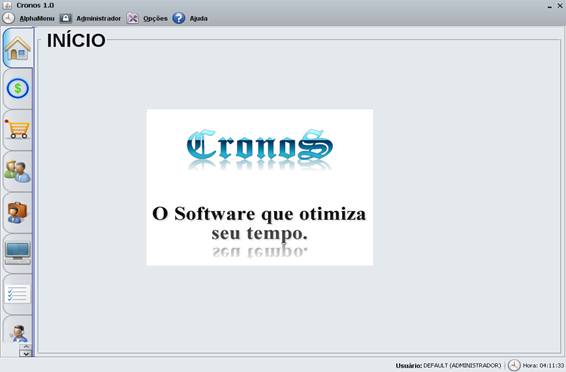 Cronos 1.0
AlphaMenu Administrador Opções Ajuda
INÍCIO
CronoS
O Software que otimiza
seu tempo.
Usuário: DEFAULT (ADMINISTRADOR) Hora: 04:11:33